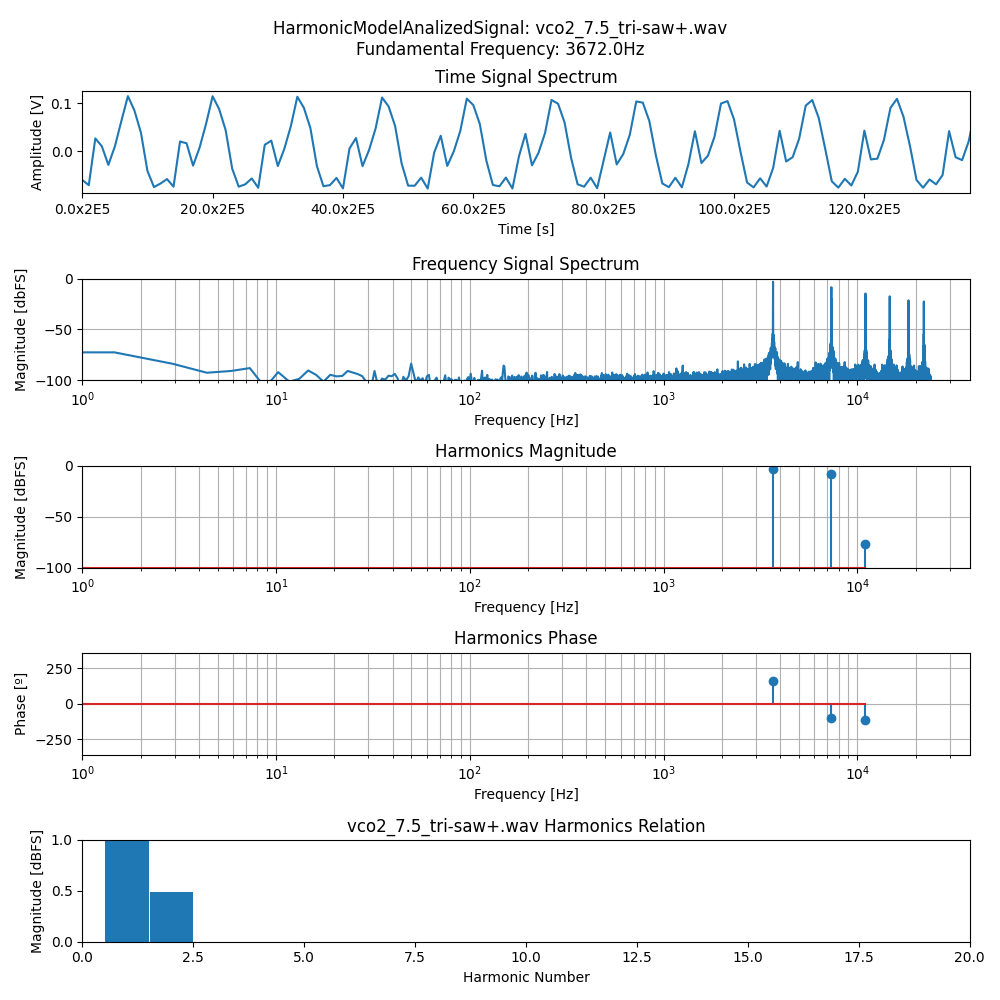 HarmonicModelAnalizedSignal: vco2_7.5_tri-saw+.wav
Fundamental Frequency: 3672.0Hz
Time Signal Spectrum
Amplitude [V]
0.1
0.0
0.0x2E5 20.0x2E5 40.0x2E5 60.0x2E5 80.0x2E5 100.0x2E5 120.0x2E5
Time [s]
Frequency Signal Spectrum
Magnitude [dbFS]
0
−50
−100
10^0 10^1 10^2 10^3 10^4
Frequency [Hz]
Harmonics Magnitude
Magnitude [dBFS]
0
−50
−100
10^0 10^1 10^2 10^3 10^4
Frequency [Hz]
Harmonics Phase
Phase [º]
250
0
−250
10^0 10^1 10^2 10^3 10^4
Frequency [Hz]
vco2_7.5_tri-saw+.wav Harmonics Relation
Magnitude [dBFS]
1.0
0.5
0.0
0.0 2.5 5.0 7.5 10.0 12.5 15.0 17.5 20.0
Harmonic Number